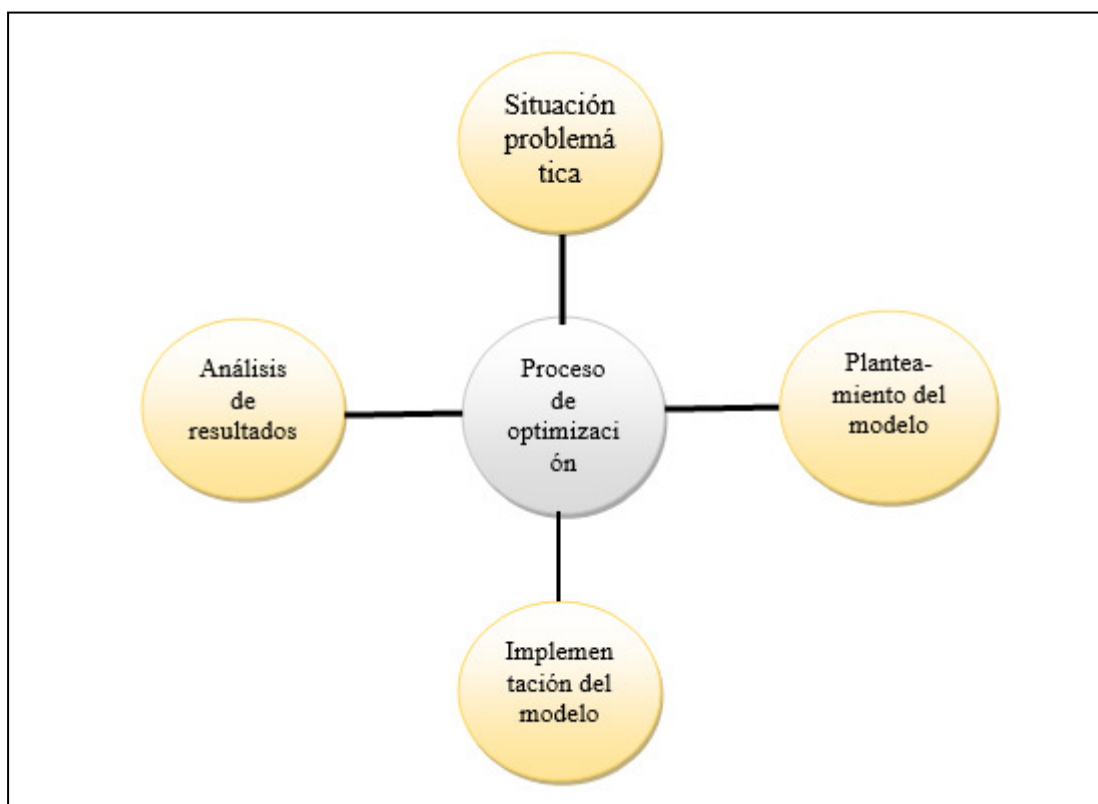 Situación
problemá
tica
Análisis
de
resultados
Proceso
de
optimizaci
ón
Plantea-
miento del
modelo
Implemen
tación del
modelo